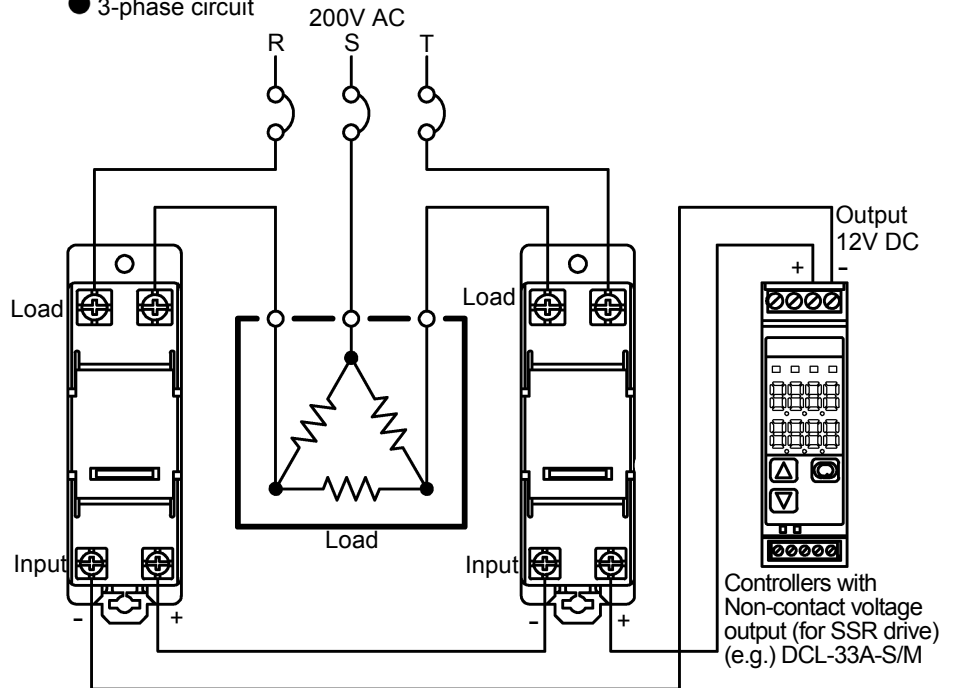 ● 3-phase circuit
200V AC
R S T
Output
12V DC
+ -
Load
Load
Load
Input
Input
- +
- +
Controllers with
Non-contact voltage
output (for SSR drive)
(e.g.) DCL-33A-S/M